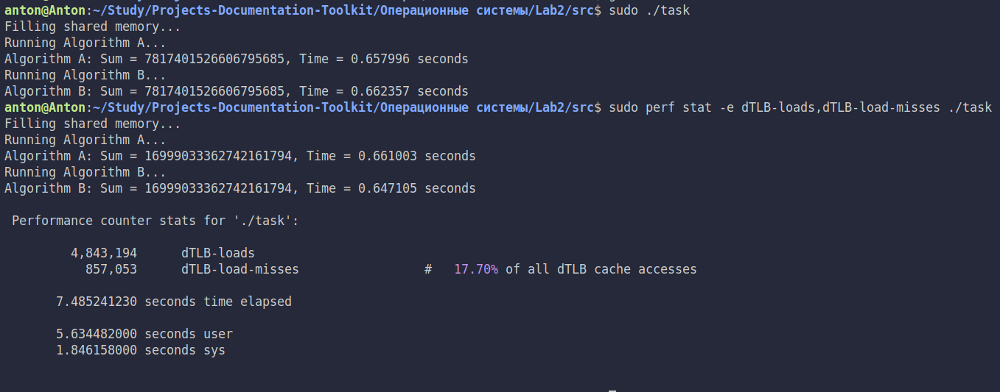 anton@Anton:~/Study/Projects-Documentation-Toolkit/Операционные системы/Lab2/src$ sudo ./task
Filling shared memory...
Running Algorithm A...
Algorithm A: Sum = 7817401526606795685, Time = 0.657996 seconds
Running Algorithm B...
Algorithm B: Sum = 7817401526606795685, Time = 0.662357 seconds
anton@Anton:~/Study/Projects-Documentation-Toolkit/Операционные системы/Lab2/src$ sudo perf stat -e dTLB-loads,dTLB-load-misses ./task
Filling shared memory...
Running Algorithm A...
Algorithm A: Sum = 16999033362742161794, Time = 0.661003 seconds
Running Algorithm B...
Algorithm B: Sum = 16999033362742161794, Time = 0.647105 seconds
Performance counter stats for './task':
4,843,194 dTLB-loads
857,053 dTLB-load-misses # 17.70% of all dTLB cache accesses
7.485241230 seconds time elapsed
5.634482000 seconds user
1.846158000 seconds sys